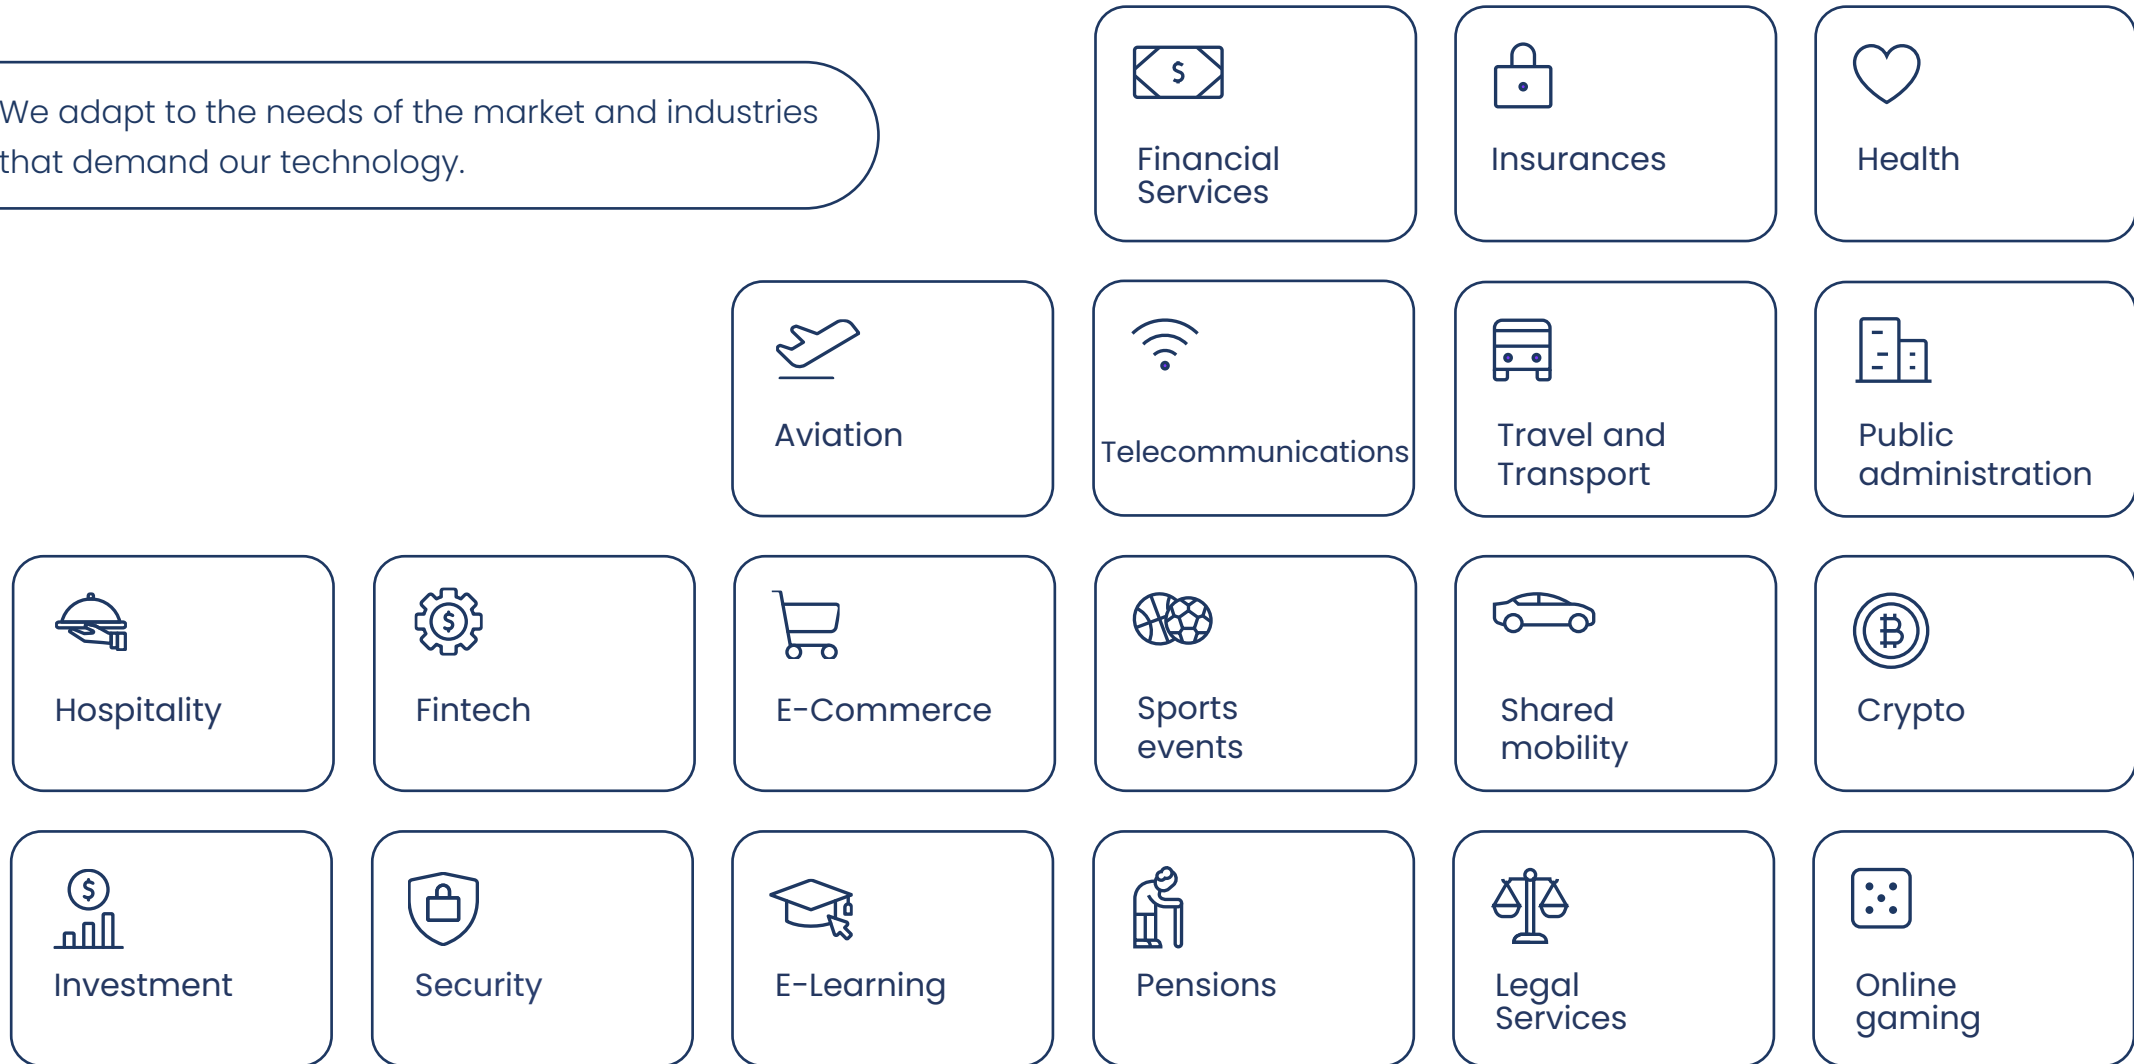 We adapt to the needs of the market and industries
that demand our technology.
Financial
Services
Insurances
Health
Aviation
Telecommunications
Travel and
Transport
Public
administration
Hospitality
Fintech
E-Commerce
Sports
events
Shared
mobility
Crypto
Investment
Security
E-Learning
Pensions
Legal
Services
Online
gaming